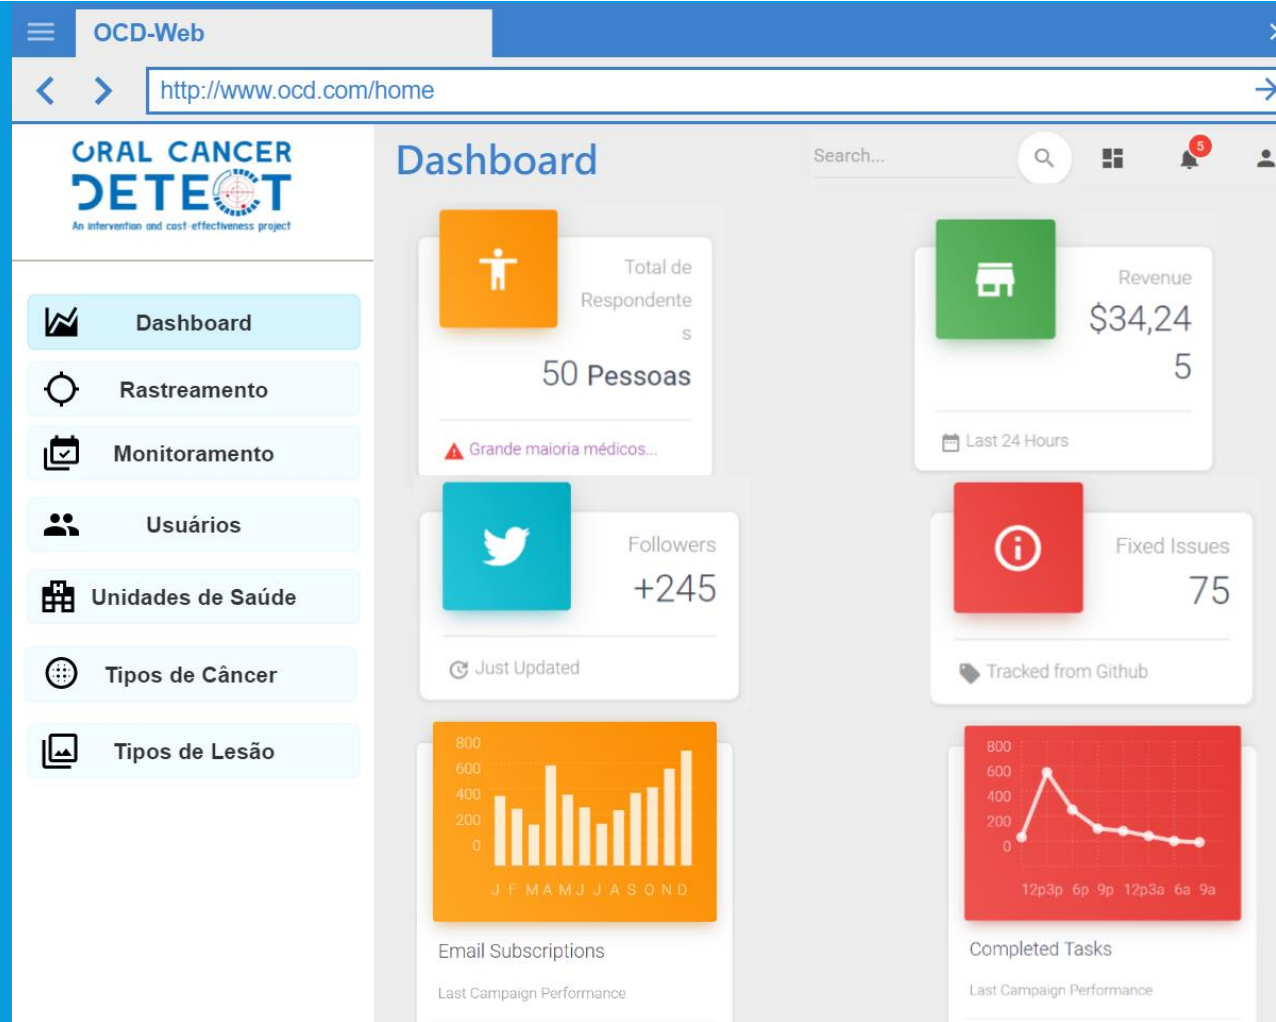 OCD-Web
http://www.ocd.com/home
ORAL CANCER
DETECT
An intervention and cost-effectiveness project
Dashboard
Rastreamento
Monitoramento
Usuários
Unidades de Saúde
Tipos de Câncer
Tipos de Lesão
Dashboard
Search...
5
Total de
Respondente
s
50 Pessoas
Grande maioria médicos...
Revenue
$34,24
5
Last 24 Hours
Followers
+245
Just Updated
Fixed Issues
75
Tracked from Github
800
600
400
200
0
J F M A M J J A S O N D
Email Subscriptions
Last Campaign Performance
800
600
400
200
0
12p3p 6p 9p 12p3a 6a 9a
Completed Tasks
Last Campaign Performance